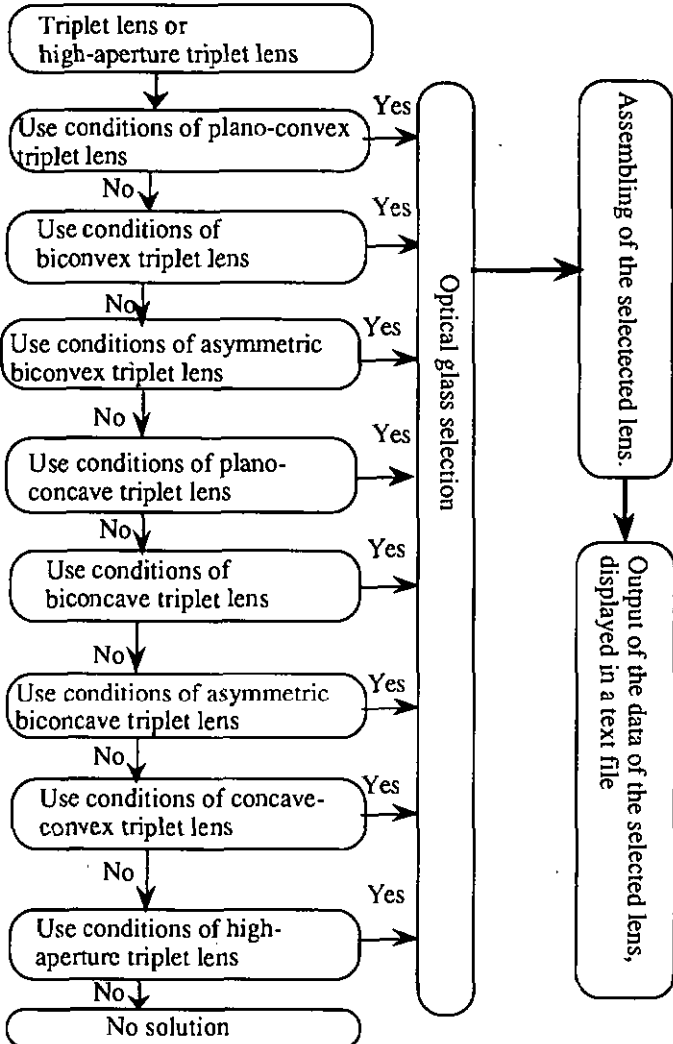 Triplet lens or
high-aperture triplet lens
Use conditions of plano-convex
triplet lens
Yes
No
Use conditions of
biconvex triplet lens
Yes
No
Use conditions of asymmetric
biconvex triplet lens
Yes
No
Use conditions of plano-
concave triplet lens
Yes
No
Use conditions of
biconcave triplet lens
Yes
No
Use conditions of asymmetric
biconcave triplet lens
Yes
No
Use conditions of concave-
convex triplet lens
Yes
No
Use conditions of high-
aperture triplet lens
Yes
No
No solution
Optical glass selection
Assembling of the selectected lens.
Output of the data of the selected lens,
displayed in a text file